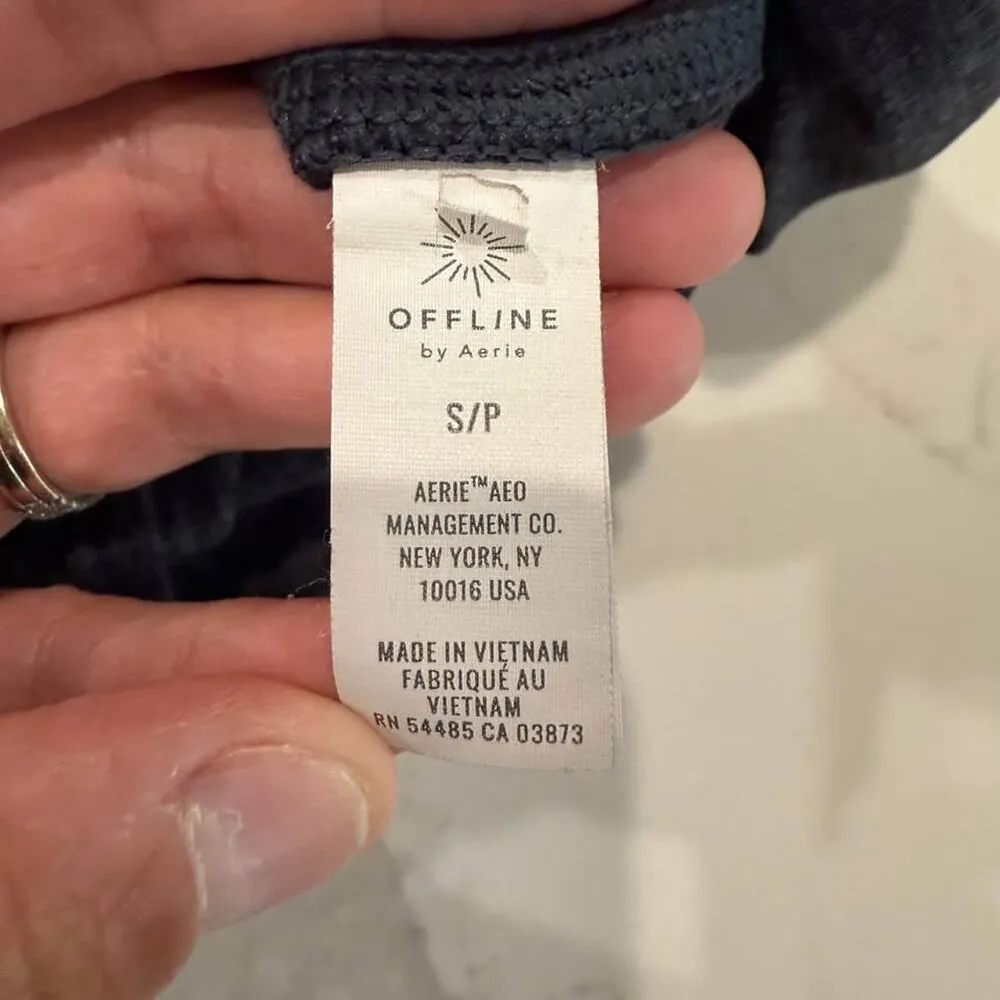 OFFLINE
by Aerie
S/P
AERIE™AEO
MANAGEMENT CO.
NEW YORK, NY
10016 USA
MADE IN VIETNAM
FABRIQUÉ AU
VIETNAM
RN 54485 CA 03873